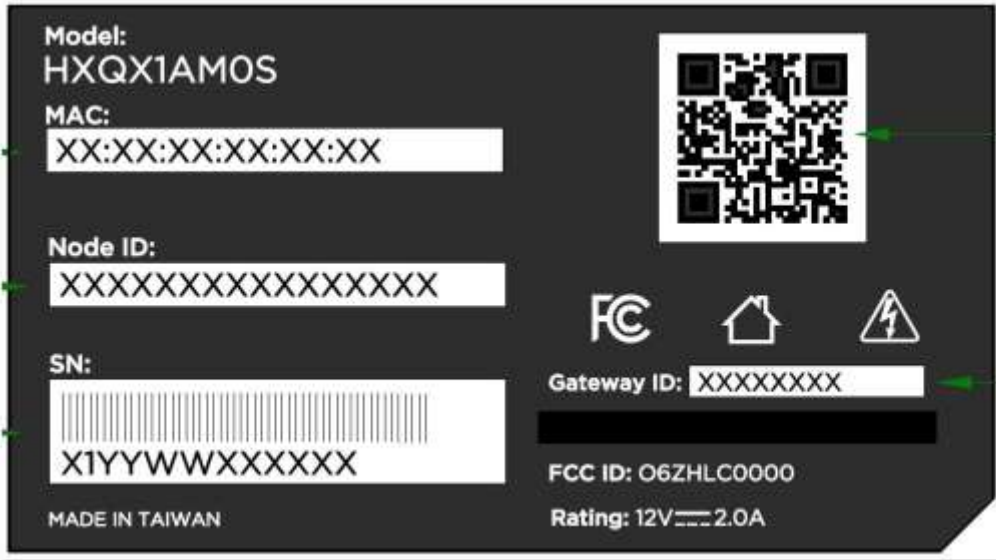 Model:
HXQX1AM0S
MAC:
XX:XX:XX:XX:XX:XX
Node ID:
XXXXXXXXXXXXXXXX
SN:
X1YYWWXXXXXX
MADE IN TAIWAN
FC
Gateway ID: XXXXXXXX
FCC ID: O6ZHLC0000
Rating: 12V⎓2.0A